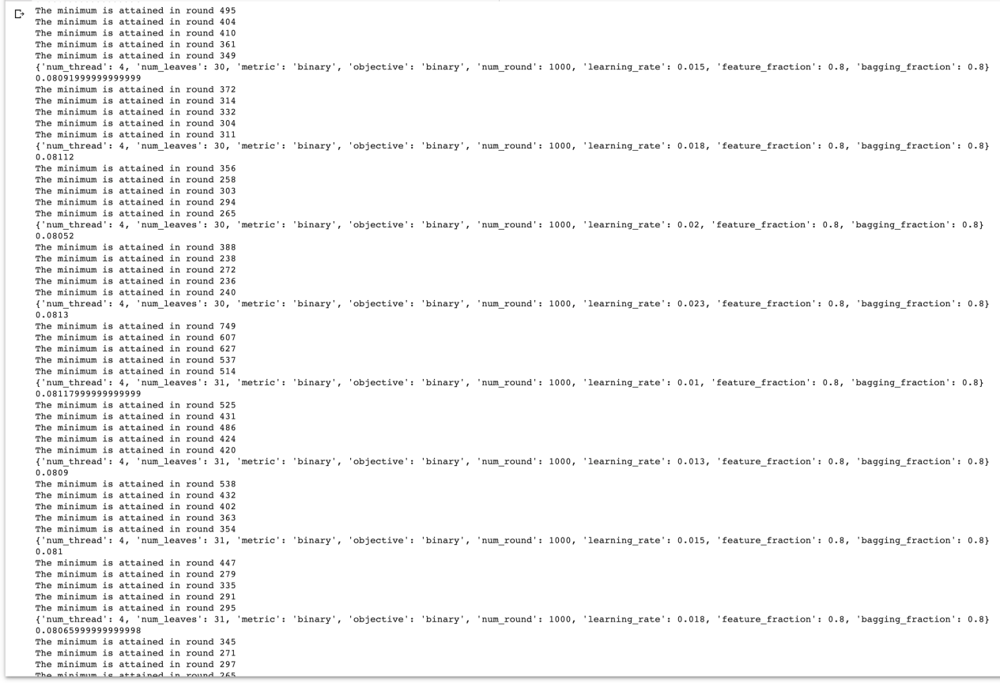 The minimum is attained in round 495
The minimum is attained in round 404
The minimum is attained in round 410
The minimum is attained in round 361
The minimum is attained in round 349
{'num_thread': 4, 'num_leaves': 30, 'metric': 'binary', 'objective': 'binary', 'num_round': 1000, 'learning_rate': 0.015, 'feature_fraction': 0.8, 'bagging_fraction': 0.8}
0.08091999999999999
The minimum is attained in round 372
The minimum is attained in round 314
The minimum is attained in round 332
The minimum is attained in round 304
The minimum is attained in round 311
{'num_thread': 4, 'num_leaves': 30, 'metric': 'binary', 'objective': 'binary', 'num_round': 1000, 'learning_rate': 0.018, 'feature_fraction': 0.8, 'bagging_fraction': 0.8}
0.08112
The minimum is attained in round 356
The minimum is attained in round 258
The minimum is attained in round 303
The minimum is attained in round 294
The minimum is attained in round 265
{'num_thread': 4, 'num_leaves': 30, 'metric': 'binary', 'objective': 'binary', 'num_round': 1000, 'learning_rate': 0.02, 'feature_fraction': 0.8, 'bagging_fraction': 0.8}
0.08052
The minimum is attained in round 388
The minimum is attained in round 238
The minimum is attained in round 272
The minimum is attained in round 236
The minimum is attained in round 240
{'num_thread': 4, 'num_leaves': 30, 'metric': 'binary', 'objective': 'binary', 'num_round': 1000, 'learning_rate': 0.023, 'feature_fraction': 0.8, 'bagging_fraction': 0.8}
0.0813
The minimum is attained in round 749
The minimum is attained in round 607
The minimum is attained in round 627
The minimum is attained in round 537
The minimum is attained in round 514
{'num_thread': 4, 'num_leaves': 31, 'metric': 'binary', 'objective': 'binary', 'num_round': 1000, 'learning_rate': 0.01, 'feature_fraction': 0.8, 'bagging_fraction': 0.8}
0.08117999999999999
The minimum is attained in round 525
The minimum is attained in round 431
The minimum is attained in round 486
The minimum is attained in round 424
The minimum is attained in round 420
{'num_thread': 4, 'num_leaves': 31, 'metric': 'binary', 'objective': 'binary', 'num_round': 1000, 'learning_rate': 0.013, 'feature_fraction': 0.8, 'bagging_fraction': 0.8}
0.0809
The minimum is attained in round 538
The minimum is attained in round 432
The minimum is attained in round 402
The minimum is attained in round 363
The minimum is attained in round 354
{'num_thread': 4, 'num_leaves': 31, 'metric': 'binary', 'objective': 'binary', 'num_round': 1000, 'learning_rate': 0.015, 'feature_fraction': 0.8, 'bagging_fraction': 0.8}
0.081
The minimum is attained in round 447
The minimum is attained in round 279
The minimum is attained in round 335
The minimum is attained in round 291
The minimum is attained in round 295
{'num_thread': 4, 'num_leaves': 31, 'metric': 'binary', 'objective': 'binary', 'num_round': 1000, 'learning_rate': 0.018, 'feature_fraction': 0.8, 'bagging_fraction': 0.8}
0.08065999999999998
The minimum is attained in round 345
The minimum is attained in round 271
The minimum is attained in round 297
The minimum is attained in round 265